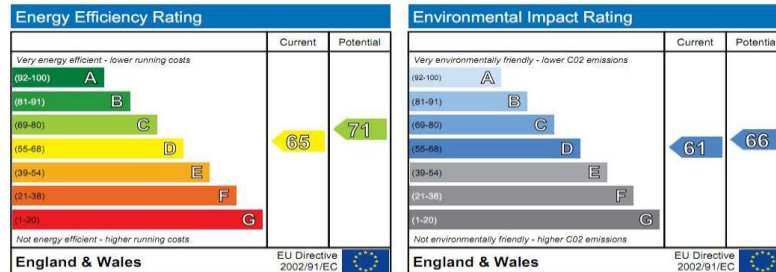 Energy Efficiency Rating
Current Potential
Very energy efficient - lower running costs
(92-100) A
(81-91) B
(69-80) C
(55-68) D
(39-54) E
(21-38) F
(1-20) G
65 71
Not energy efficient - higher running costs
England & Wales
EU Directive
2002/91/EC
Environmental Impact Rating
Current Potential
Very environmentally friendly - lower C02 emissions
(92-100) A
(81-91) B
(69-80) C
(55-68) D
(39-54) E
(21-38) F
(1-20) G
61 66
Not environmentally friendly - higher C02 emissions
England & Wales
EU Directive
2002/91/EC